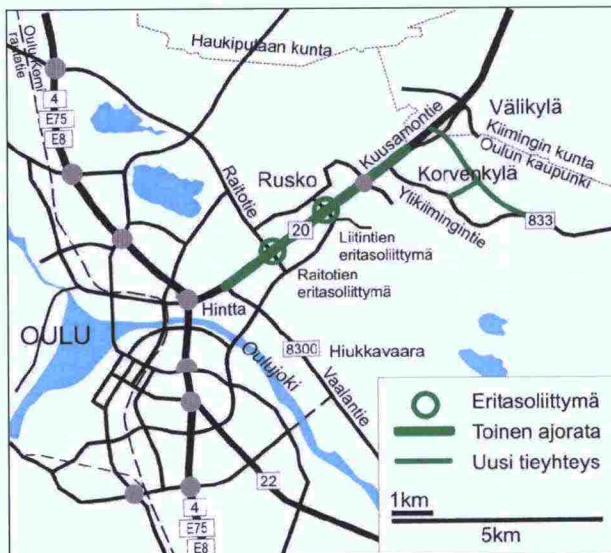 Oulu-Kemi
rautatie
Haukiputaan kunta
4
E75
E8
Välikylä
Kiimingin kunta
Oulun kaupunki
Kuusamontie
Korvenkylä
Rusko
Raitotie
Ylikiimingintie
833
20
Liitintien
eritasoliittymä
Raitotien
eritasoliittymä
Hintta
OULU
Oulujoki
8300
Hiukkavaara
Vaalantie
22
4
E75
E8
Eritasoliittymä
Toinen ajorata
Uusi tieyhteys
1km
5km